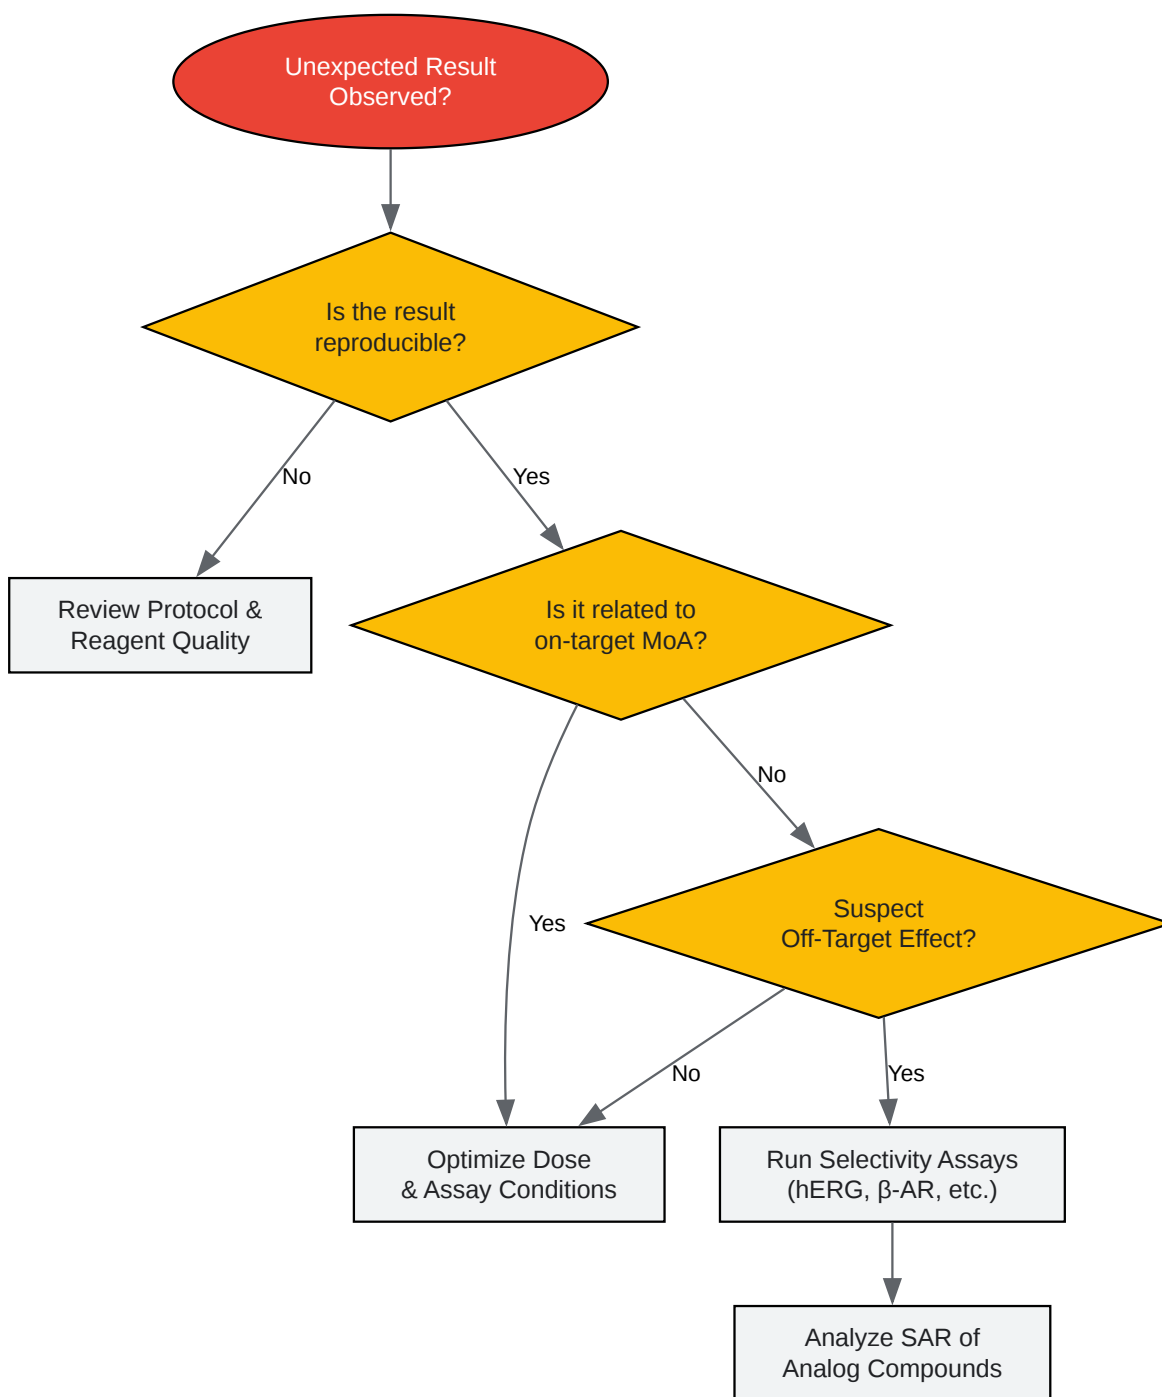 Unexpected Result
Observed?
Is the result
reproducible?
No
Yes
Review Protocol &
Reagent Quality
Is it related to
on-target MoA?
No
Yes
Suspect
Off-Target Effect?
No
Yes
Optimize Dose
& Assay Conditions
Run Selectivity Assays
(hERG, β-AR, etc.)
Analyze SAR of
Analog Compounds